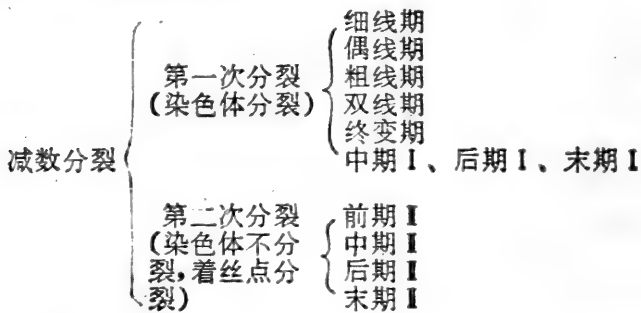 减数分裂
第一次分裂
(染色体分裂)
细线期
偶线期
粗线期
双线期
终变期
中期Ⅰ、后期Ⅰ、末期Ⅰ
第二次分裂
(染色体不分
裂,着丝点分
裂)
前期Ⅱ
中期Ⅱ
后期Ⅱ
末期Ⅱ